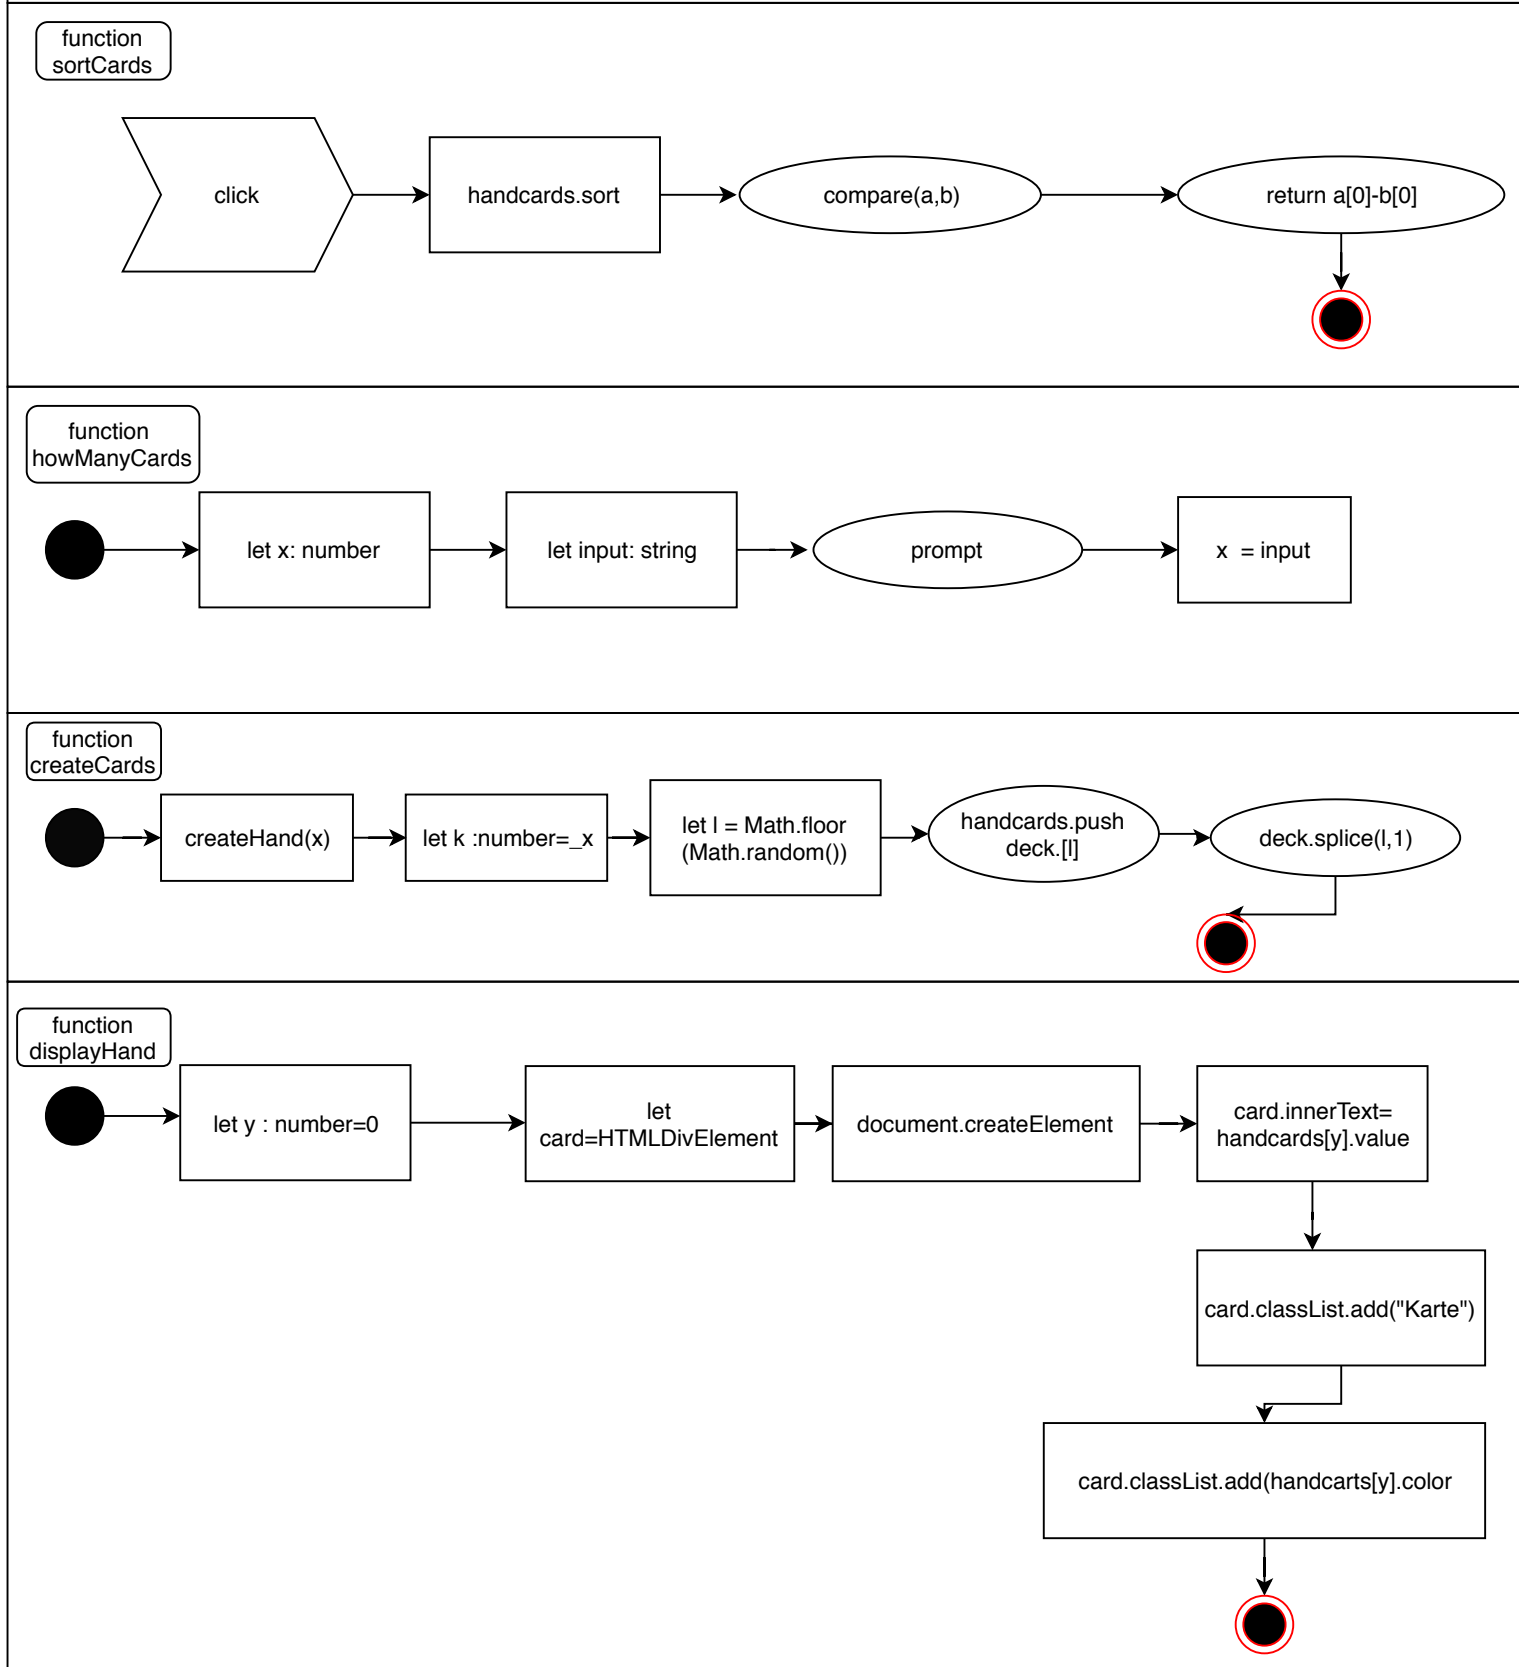 function
sortCards
click
handcards.sort
compare(a,b)
return a[0]-b[0]
function
howManyCards
let x: number
let input: string
prompt
x  = input
function
createCards
createHand(x)
let k :number=_x
let l = Math.floor
(Math.random())
handcards.push
deck.[l]
deck.splice(l,1)
function
displayHand
let y : number=0
let
card=HTMLDivElement
document.createElement
card.innerText=
handcards[y].value
card.classList.add("Karte")
card.classList.add(handcarts[y].color